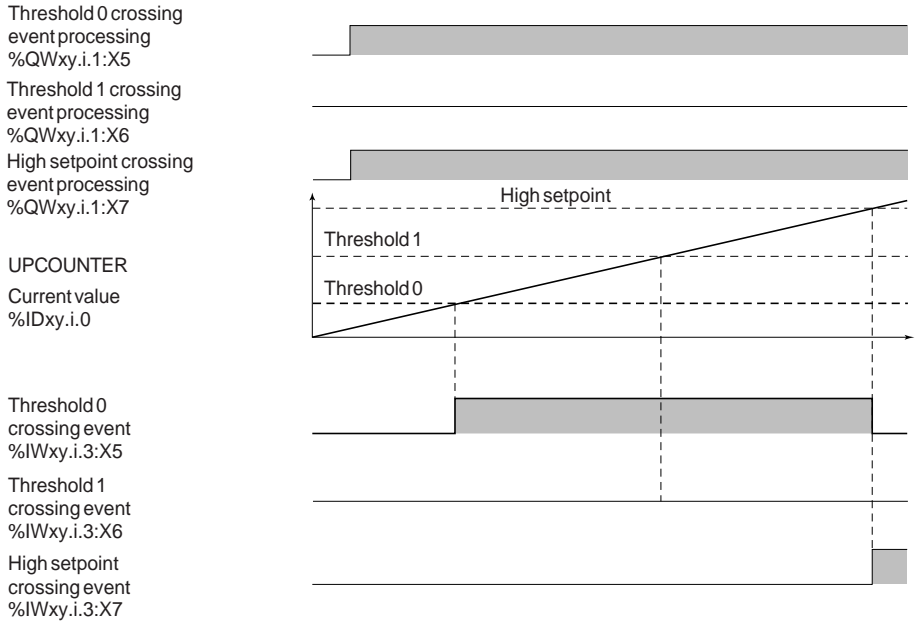 Threshold 0 crossing
event processing
%QWxy.i.1:X5
Threshold 1 crossing
event processing
%QWxy.i.1:X6
High setpoint crossing
event processing
%QWxy.i.1:X7
High setpoint
Threshold 1
UPCOUNTER
Threshold 0
Current value
%IDxy.i.0
Threshold 0
crossing event
%IWxy.i.3:X5
Threshold 1
crossing event
%IWxy.i.3:X6
High setpoint
crossing event
%IWxy.i.3:X7